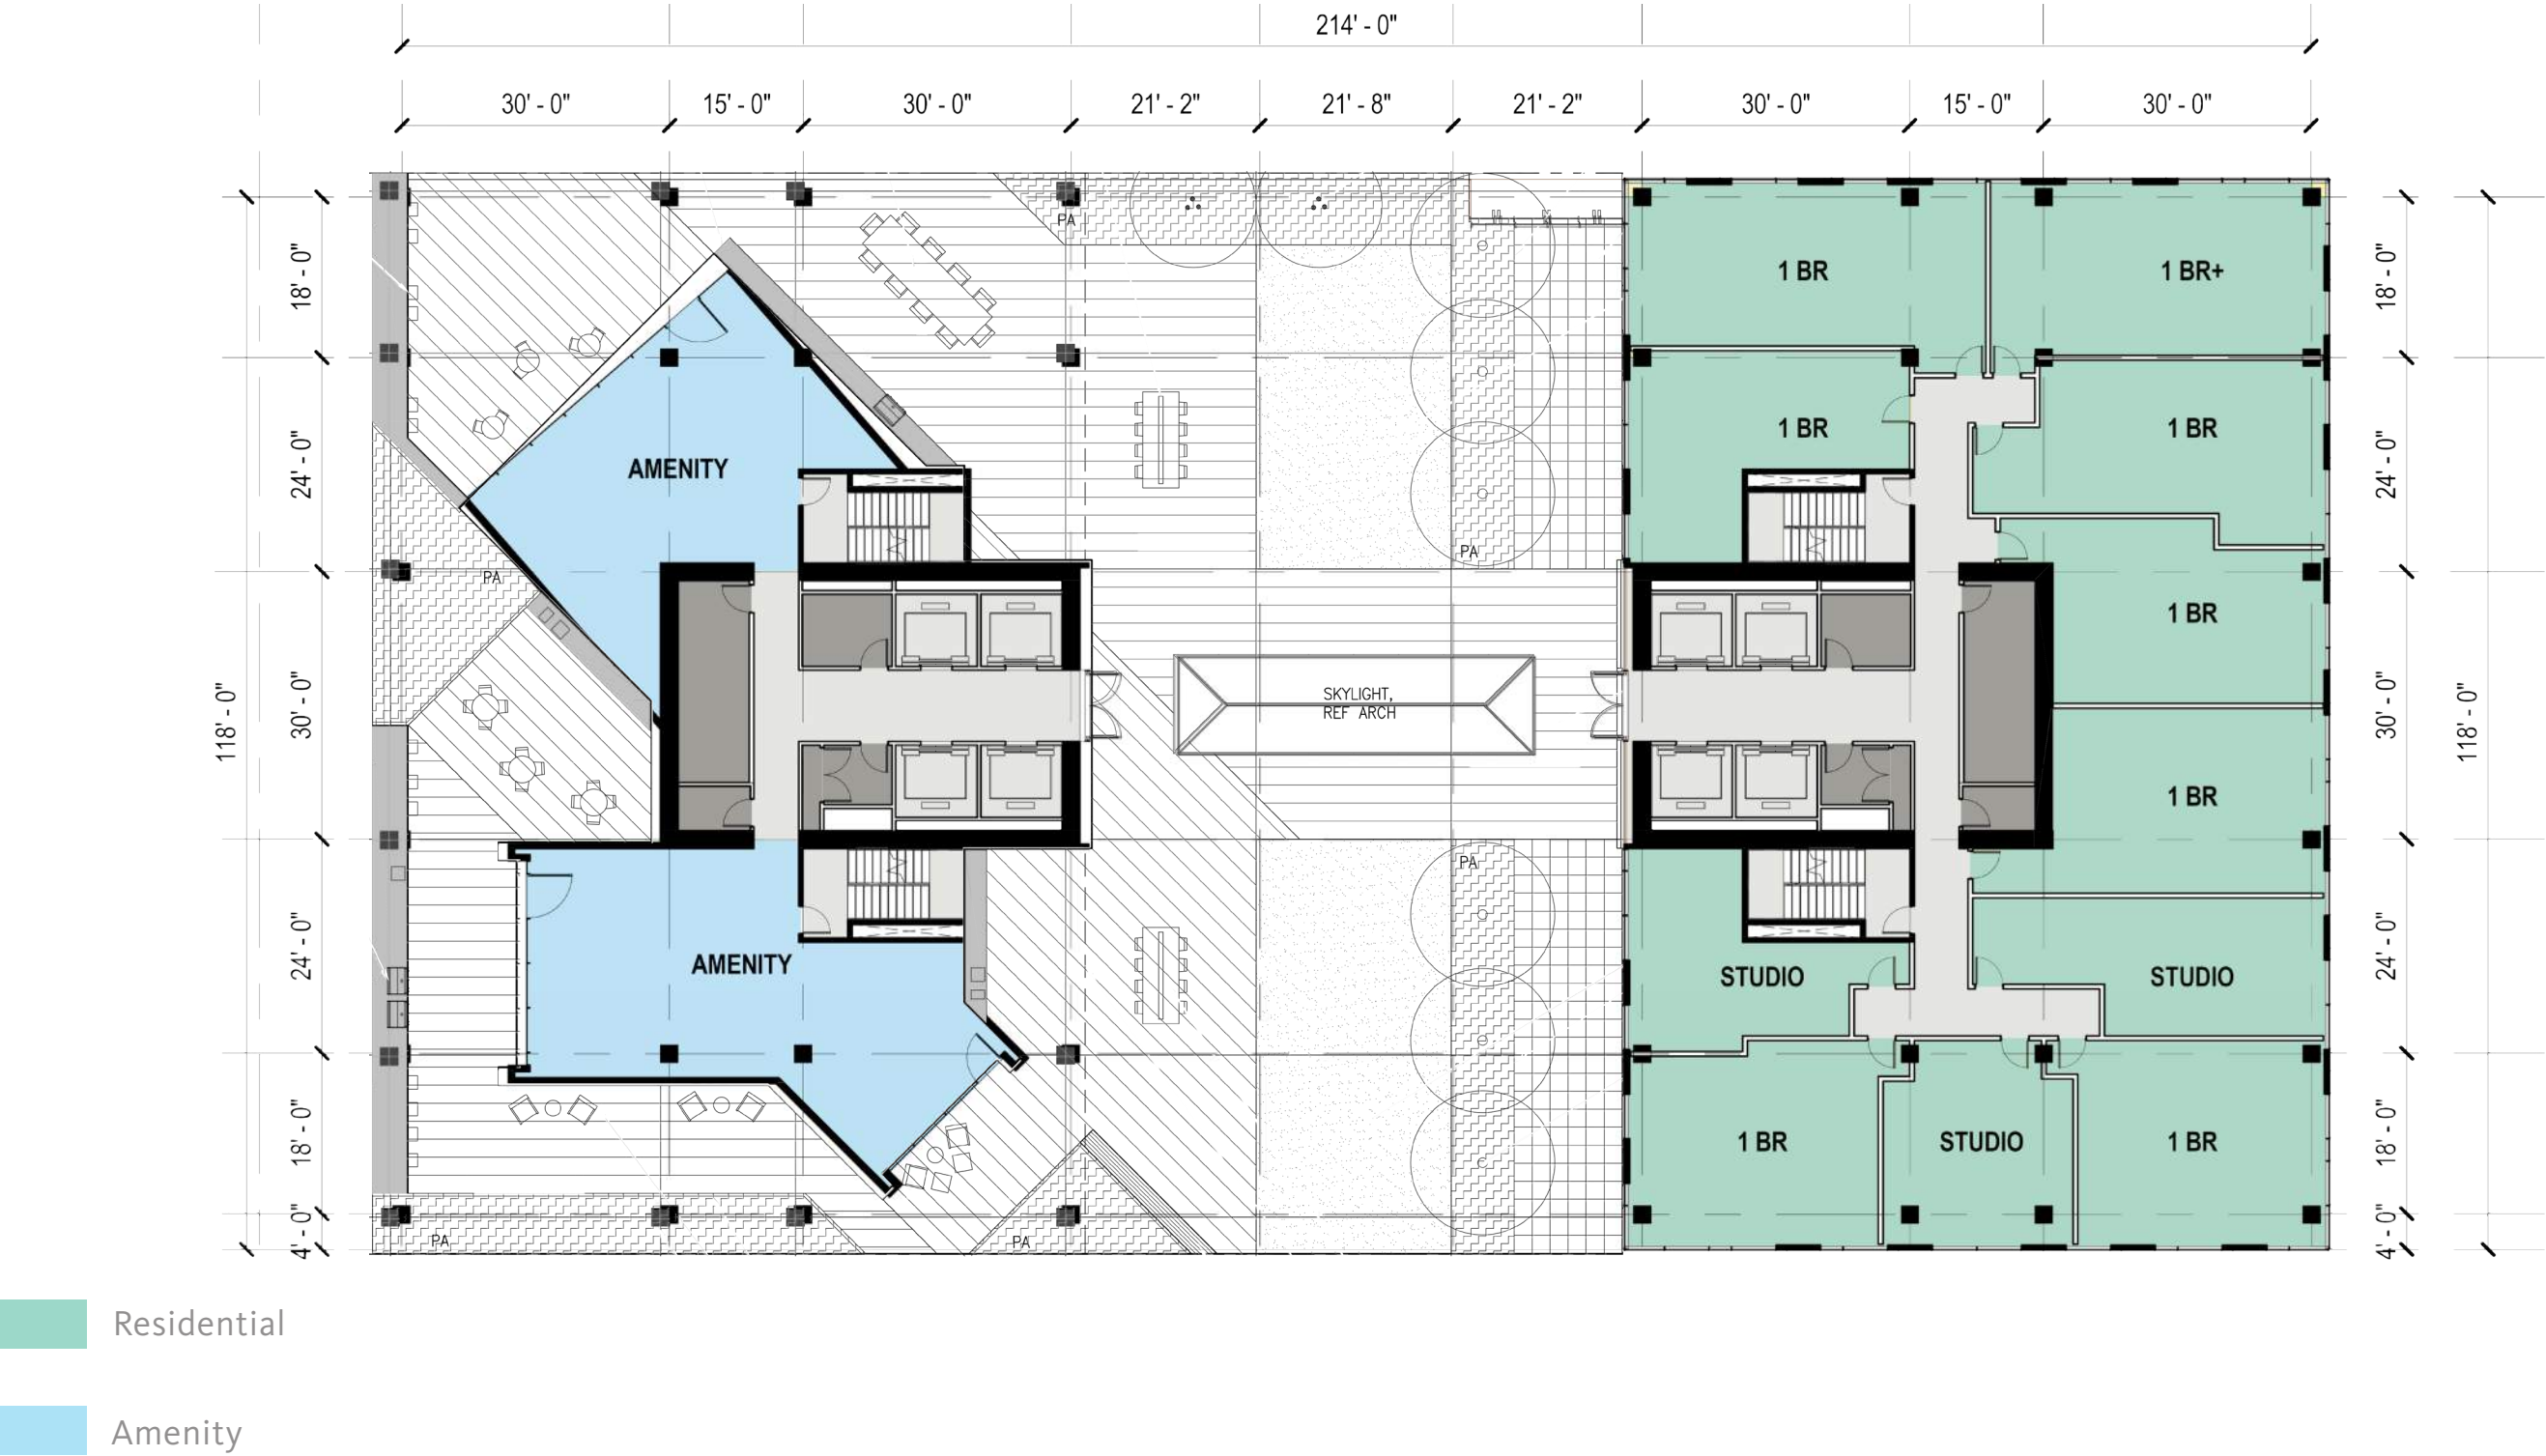 214' - 0"
30' - 0"
15' - 0"
30' - 0"
21' - 2"
21' - 8"
21' - 2"
30' - 0"
15' - 0"
30' - 0"
PA
18' - 0"
1 BR
1 BR+
18' - 0"
24' - 0"
AMENITY
1 BR
1 BR
24' - 0"
PA
PA
1 BR
118' - 0"
30' - 0"
SKYLIGHT,
REF ARCH
30' - 0"
118' - 0"
1 BR
PA
24' - 0"
AMENITY
STUDIO
STUDIO
24' - 0"
18' - 0"
1 BR
STUDIO
1 BR
18' - 0"
4' - 0"
PA
PA
4' - 0"
Residential
Amenity